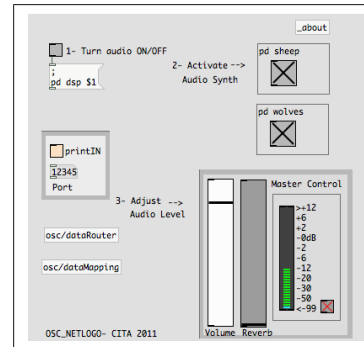 _about
1- Turn audio ON/OFF
;
pd dsp $1
2- Activate -->
Audio Synth
pd sheep
pd wolves
printIN
12345
Port
3- Adjust -->
Audio Level
osc/dataRouter
osc/dataMapping
Master Control
>+12
+6
+2
-0dB
-2
-6
-12
-20
-30
-50
<-99
Volume Reverb
OSC_NETLOGO- CITA 2011